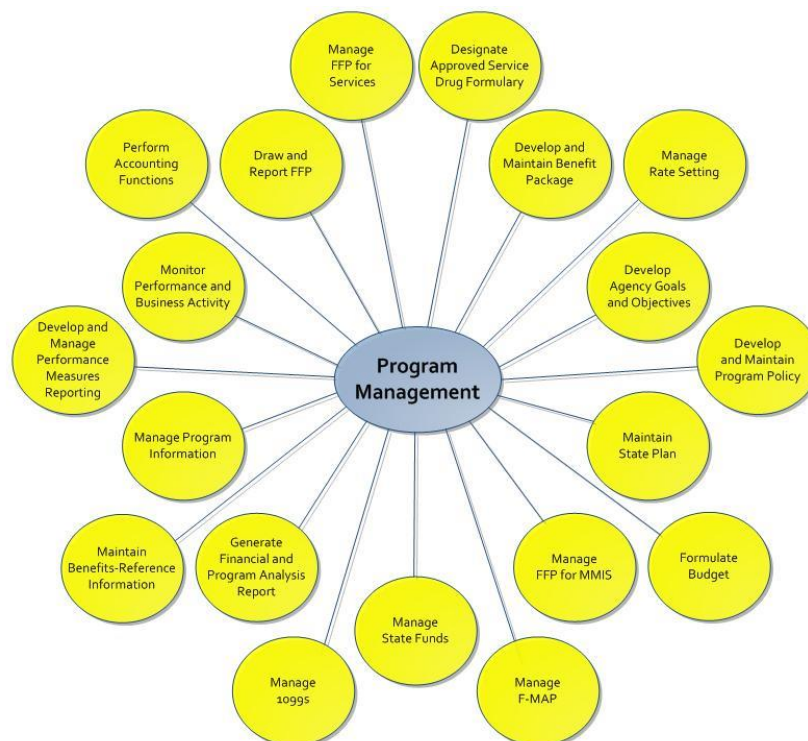 Manage
FFP for
Services
Designate
Approved Service
Drug Formulary
Perform
Accounting
Functions
Draw and
Report FFP
Develop and
Maintain Benefit
Package
Manage
Rate Setting
Monitor
Performance and
Business Activity
Develop
Agency Goals
and Objectives
Develop and
Manage
Performance
Measures
Reporting
Program
Management
Develop
and Maintain
Program Policy
Manage Program
Information
Maintain
State Plan
Maintain
Benefits-Reference
Information
Generate
Financial and
Program Analysis
Report
Manage
FFP for MMIS
Formulate
Budget
Manage
State Funds
Manage
1099s
Manage
F-MAP